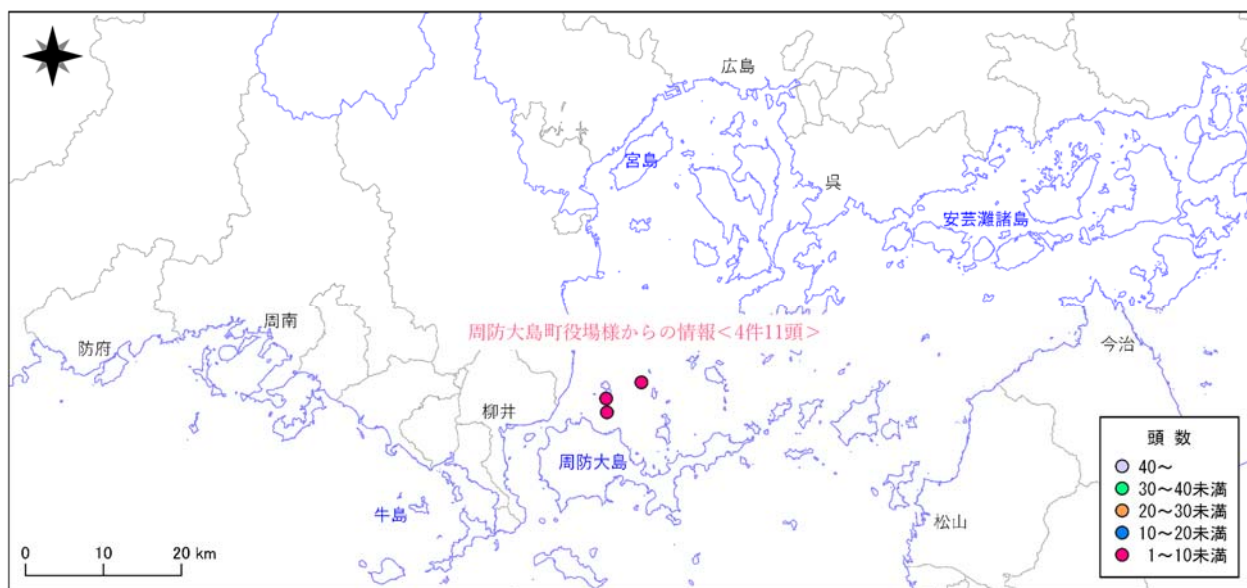 広島
宮島
呉
安芸灘諸島
周南
防府
周防大島町役場様からの情報＜4件11頭＞
今治
柳井
周防大島
牛島
松山
頭 数
40～
30～40未満
20～30未満
10～20未満
1～10未満
0 10 20 km